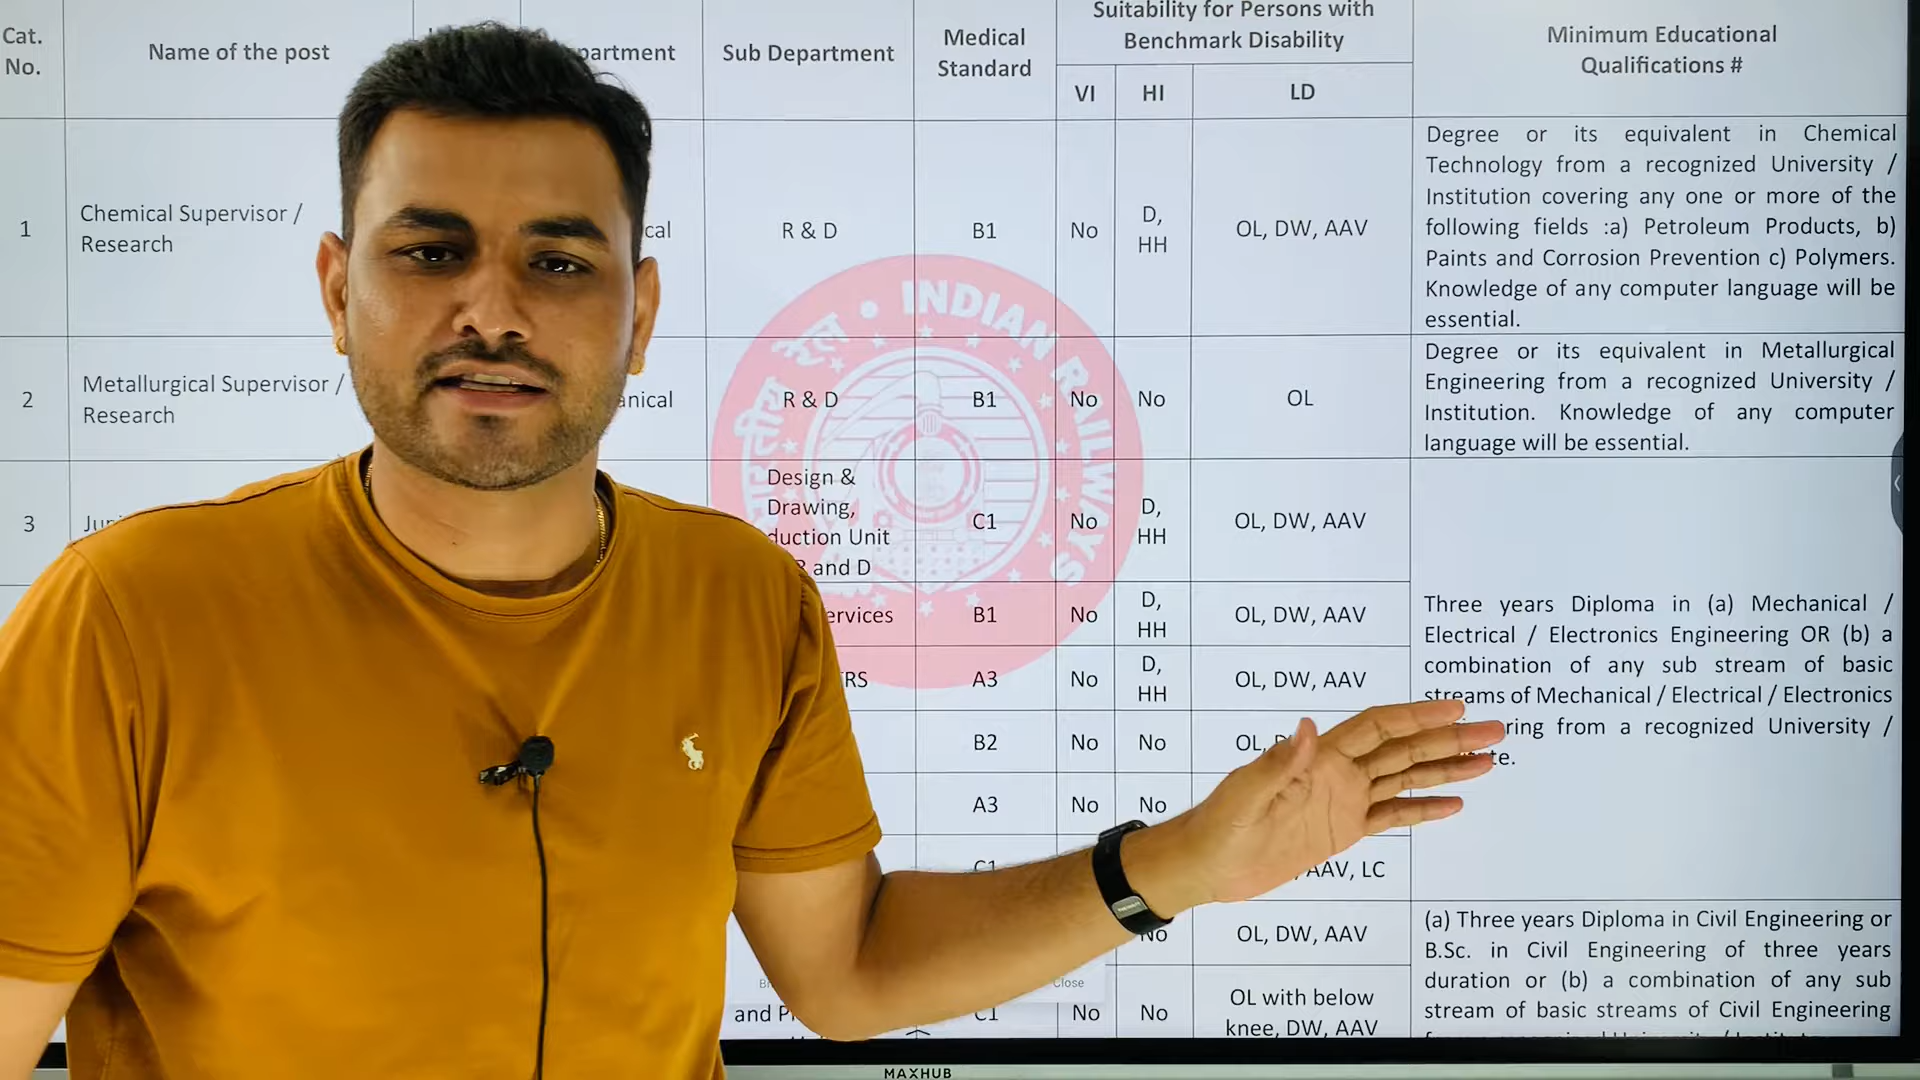 Cat.
No.
Name of the post
partment
Sub Department
Medical
Standard
Suitability for Persons with
Benchmark Disability
VI
HI
LD
Minimum Educational
Qualifications #
1
Chemical Supervisor /
Research
cal
R & D
B1
No
D,
HH
OL, DW, AAV
Degree or its equivalent in Chemical
Technology from a recognized University /
Institution covering any one or more of the
following fields :a) Petroleum Products, b)
Paints and Corrosion Prevention c) Polymers.
Knowledge of any computer language will be
essential.
2
Metallurgical Supervisor /
Research
anical
R & D
B1
No
No
OL
Degree or its equivalent in Metallurgical
Engineering from a recognized University /
Institution. Knowledge of any computer
language will be essential.
3
Design &
Drawing,
duction Unit
and D
C1
No
D,
HH
OL, DW, AAV
ervices
B1
No
D,
HH
OL, DW, AAV
RS
A3
No
D,
HH
OL, DW, AAV
B2
No
No
OL,
A3
No
No
C1
AAV, LC
No
OL, DW, AAV
Three years Diploma in (a) Mechanical /
Electrical / Electronics Engineering OR (b) a
combination of any sub stream of basic
streams of Mechanical / Electrical / Electronics
ring from a recognized University /
te.
and
C1
No
No
OL with below
knee, DW, AAV
(a) Three years Diploma in Civil Engineering or
B.Sc. in Civil Engineering of three years
duration or (b) a combination of any sub
stream of basic streams of Civil Engineering
Close
भारतीय रेल • INDIAN RAILWAYS
MAXHUB